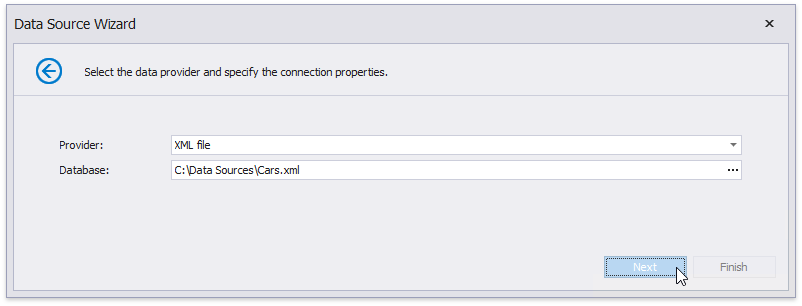 Data Source Wizard
Select the data provider and specify the connection properties.
Provider: XML file
Database: C:\Data Sources\Cars.xml ...
Next Finish